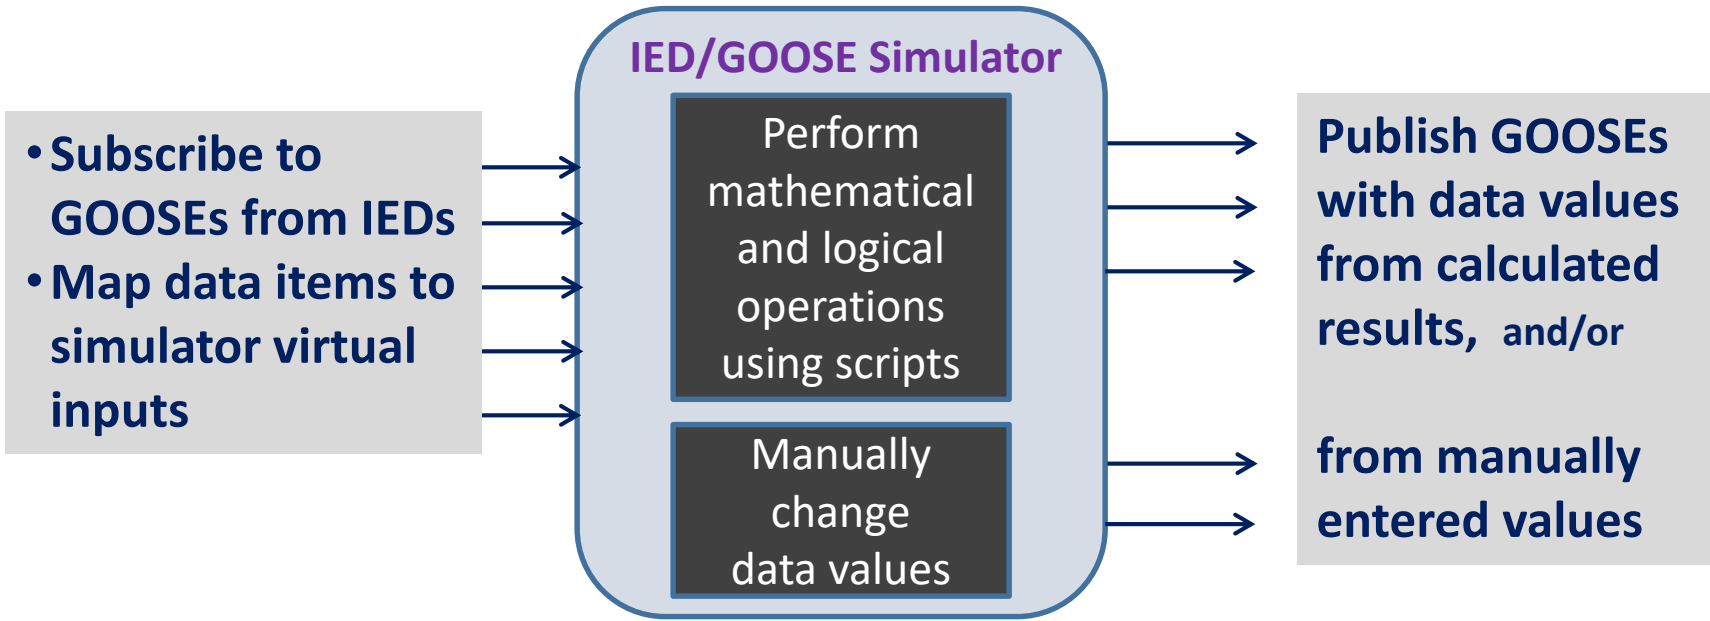 IED/GOOSE Simulator
• Subscribe to
GOOSEs from IEDs
• Map data items to
simulator virtual
inputs
Perform
mathematical
and logical
operations
using scripts
Manually
change
data values
Publish GOOSEs
with data values
from calculated
results, and/or
from manually
entered values